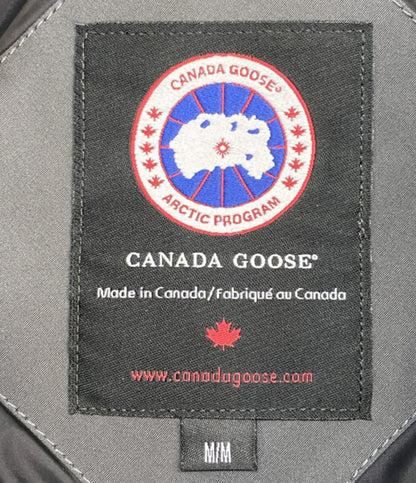 CANADA GOOSE®
ARCTIC PROGRAM
CANADA GOOSE®
Made in Canada/Fabriqué au Canada
www.canadagoose.com
M/M